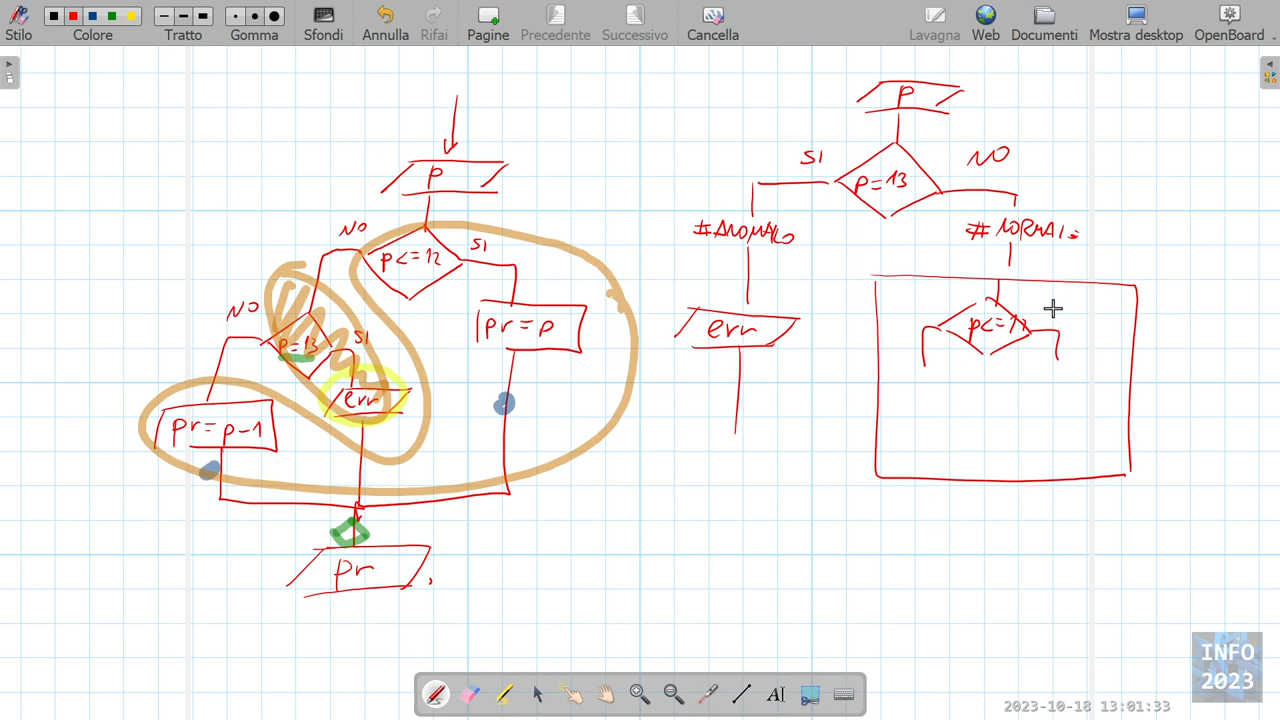 Stilo
Colore
Tratto
Gomma
Sfondi
Annulla
Rifai
Pagine
Precedente
Successivo
Cancella
Lavagna
Web
Documenti
Mostra desktop
OpenBoard
p
p<=12
NO
SI
pr=p
p=13
NO
SI
err
pr=p-1
pr
p
p=13
SI
NO
#ANOMALO
err
#NORMALE
INFO
2023
2023-10-18 13:01:33